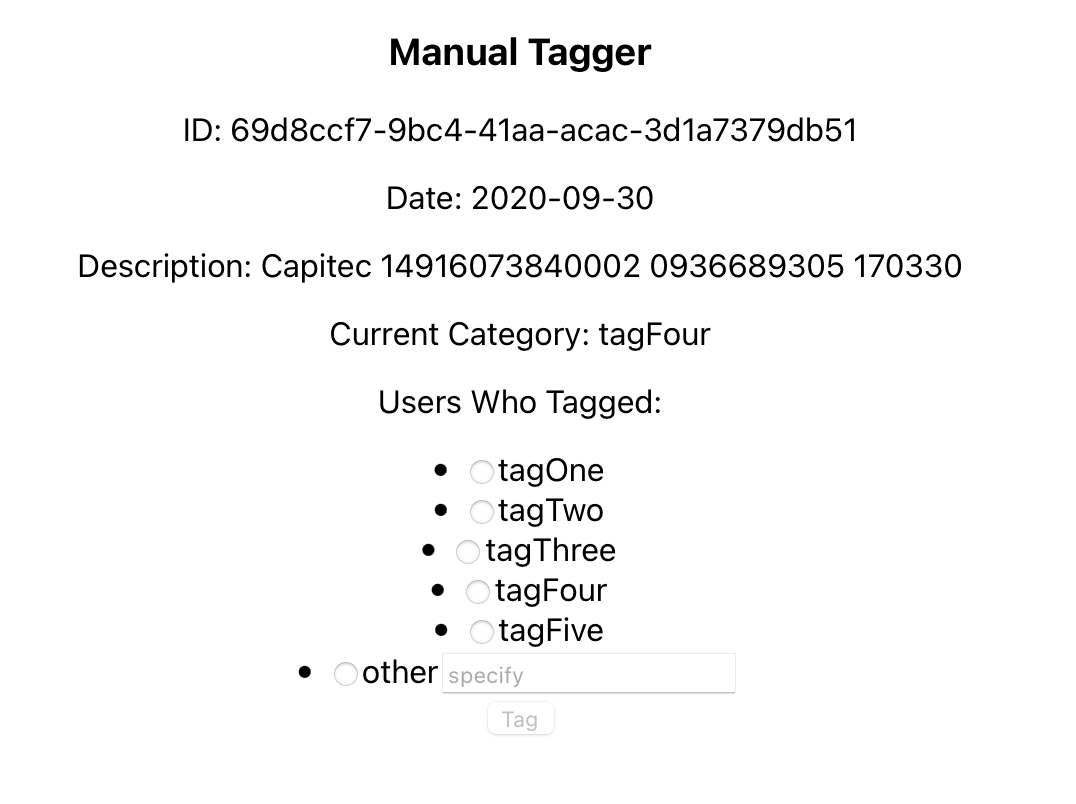 Manual Tagger
ID: 69d8ccf7-9bc4-41aa-acac-3d1a7379db51
Date: 2020-09-30
Description: Capitec 14916073840002 0936689305 170330
Current Category: tagFour
Users Who Tagged:
tagOne
tagTwo
tagThree
tagFour
tagFive
other specify
Tag